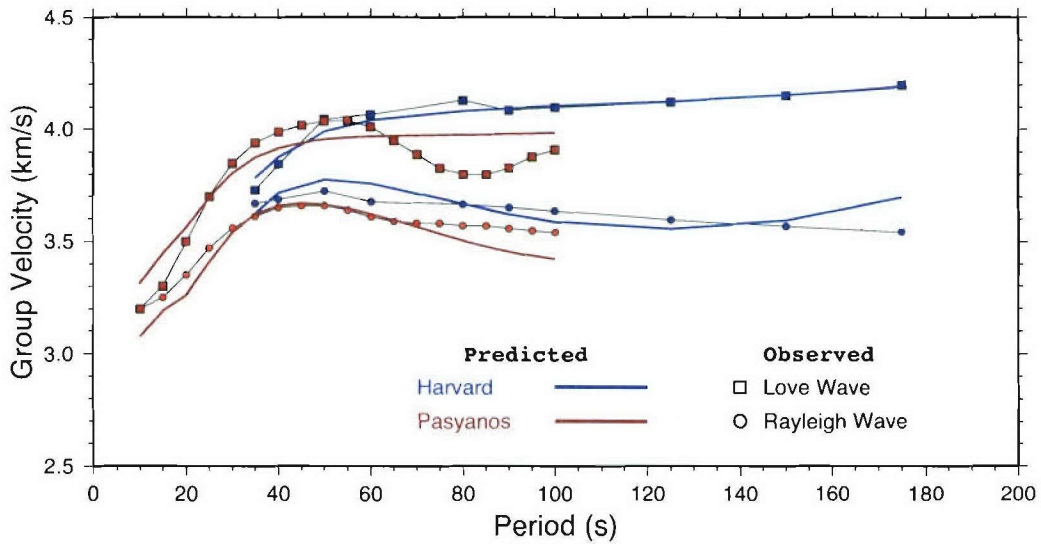 4.5
4.0
3.5
3.0
2.5
Group Velocity (km/s)
Predicted Observed
Harvard Love Wave
Pasyanos Rayleigh Wave
0 20 40 60 80 100 120 140 160 180 200
Period (s)